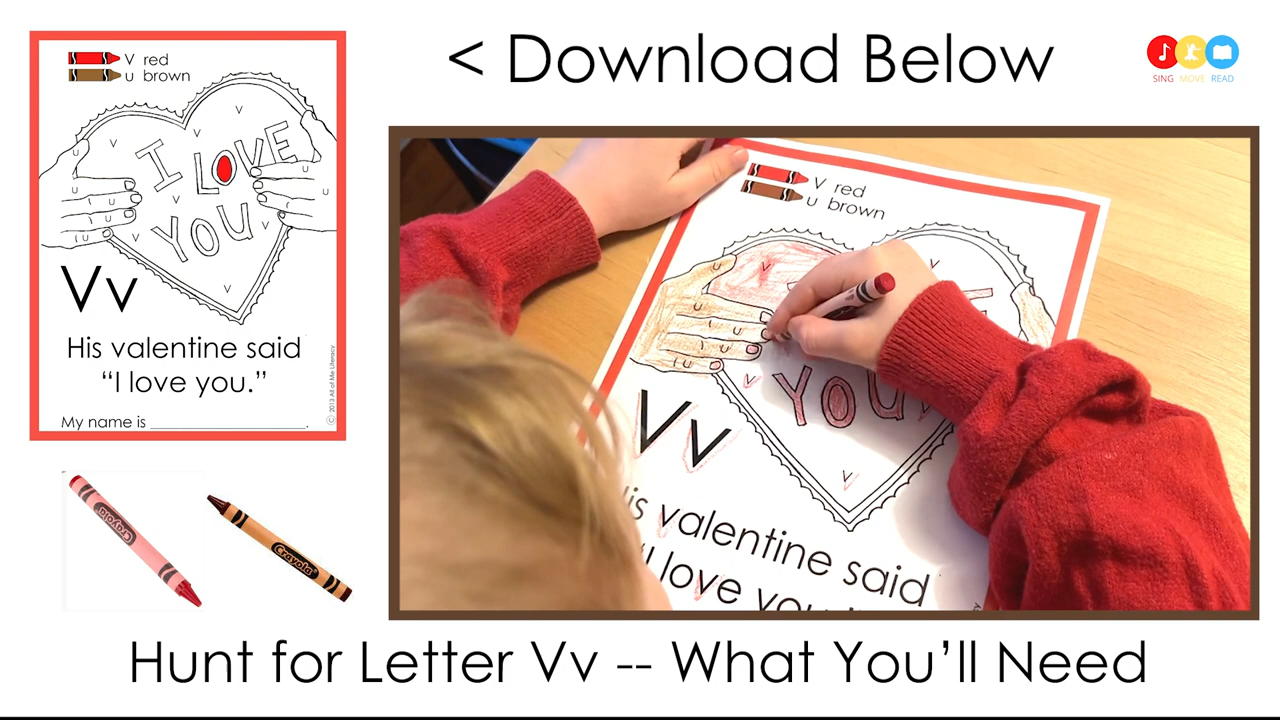 < Download Below
SING MOVE READ
V red
u brown
v
v
v
u
u
I LOVE
YOU
Vv
His valentine said
“I love you.”
My name is ____________________.
© 2013 All of Me Literacy
V red
u brown
YOU
Vv
valentine said
love you
Crayola
Crayola
Hunt for Letter Vv -- What You’ll Need